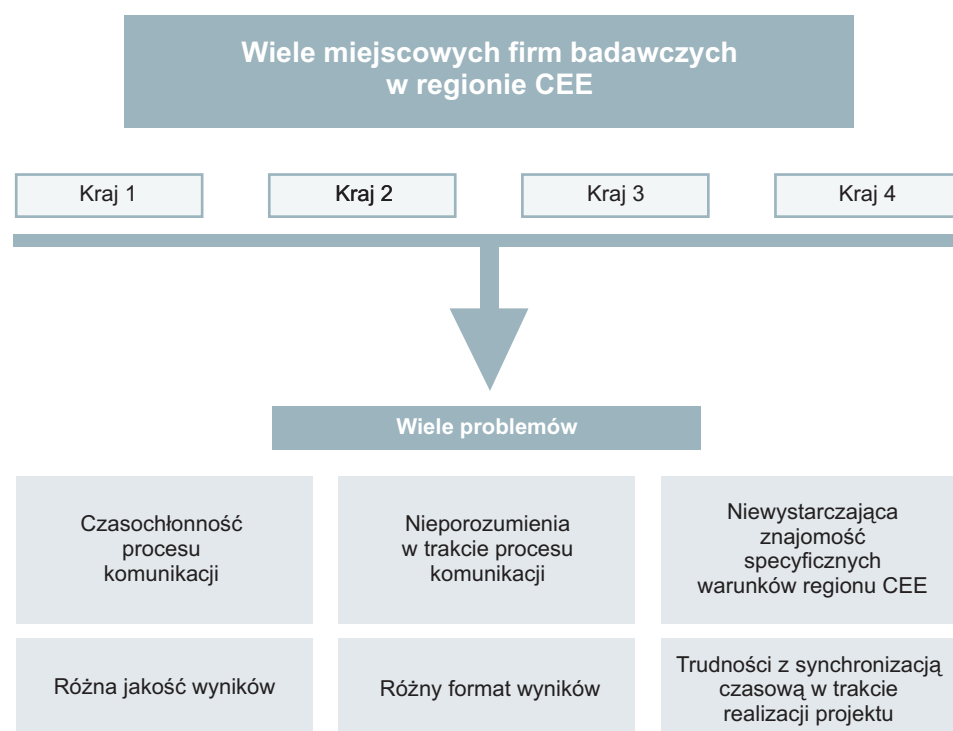 Wiele miejscowych firm badawczych
w regionie CEE
Kraj 1
Kraj 2
Kraj 3
Kraj 4
Wiele problemów
Czasochłonność
procesu
komunikacji
Nieporozumienia
w trakcie procesu
komunikacji
Niewystarczająca
znajomość
specyficznych
warunków regionu CEE
Różna jakość wyników
Różny format wyników
Trudności z synchronizacją
czasową w trakcie
realizacji projektu